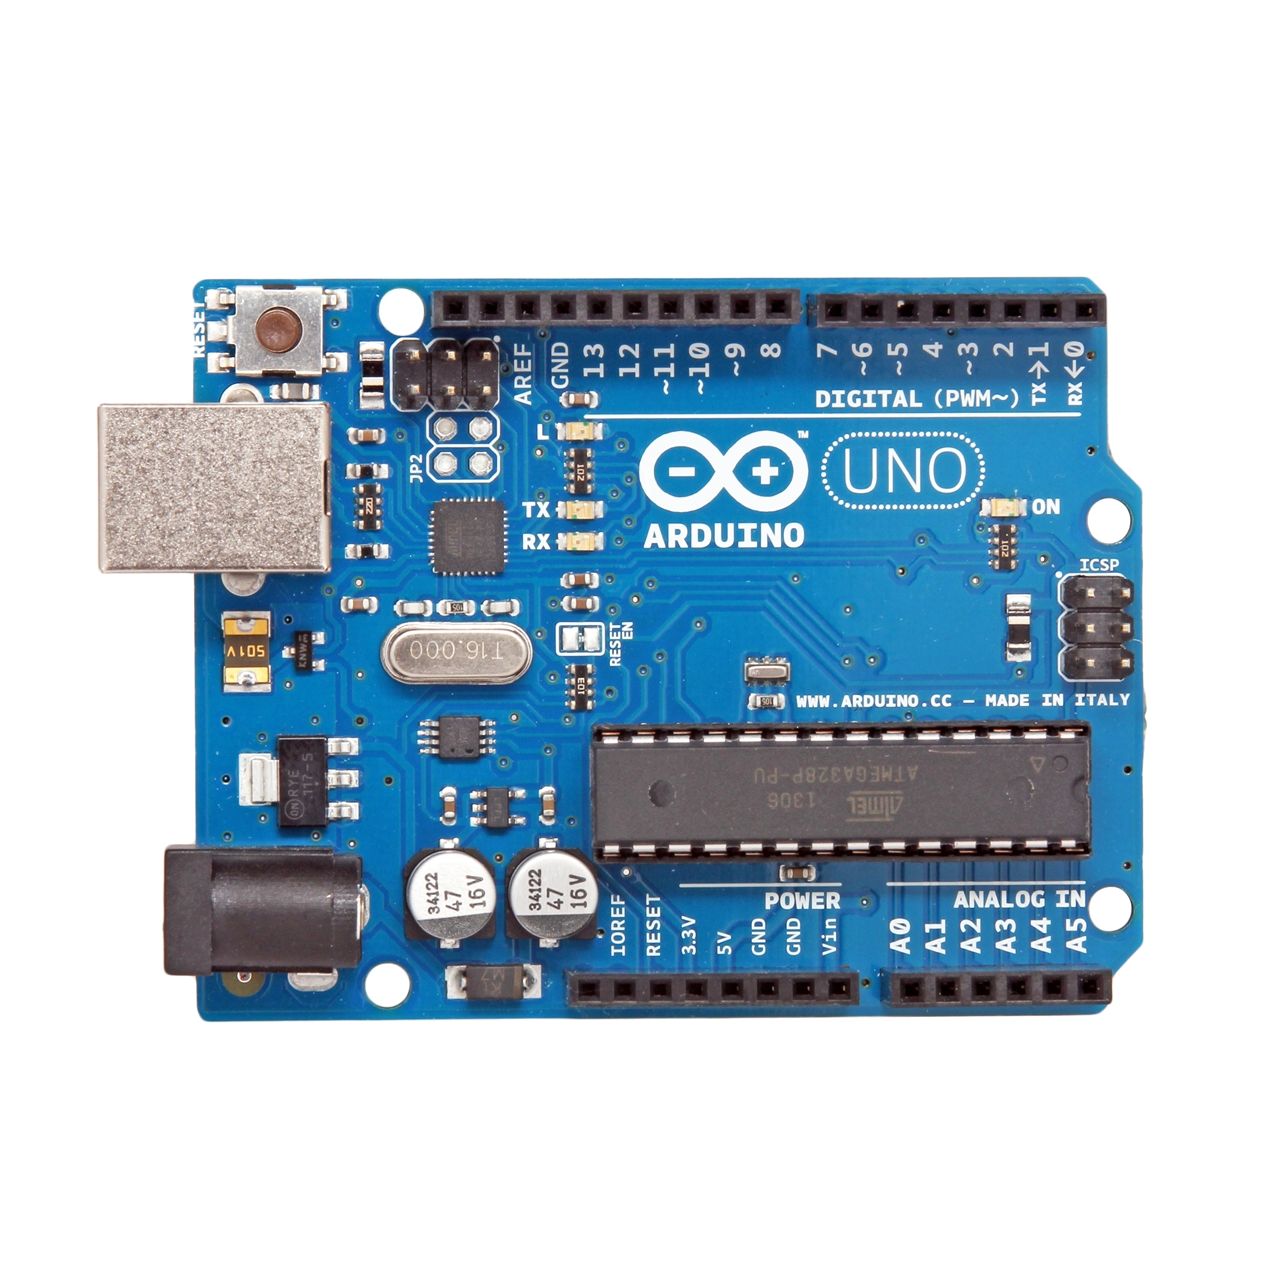 RESET
AREF
GND
13
12
~11
~10
~9
8
7
~6
~5
4
~3
2
TX→1
RX←0
DIGITAL (PWM~)
JP2
L
TX
RX
ARDUINO
™
UNO
ON
ICSP
RESET
EN
501V
T16.000
WWW.ARDUINO.CC – MADE IN ITALY
ATMEGA328P-PU
ATMEL
1306
34122
47
16V
34122
47
16V
POWER
IOREF
RESET
3.3V
5V
GND
GND
Vin
ANALOG IN
A0
A1
A2
A3
A4
A5